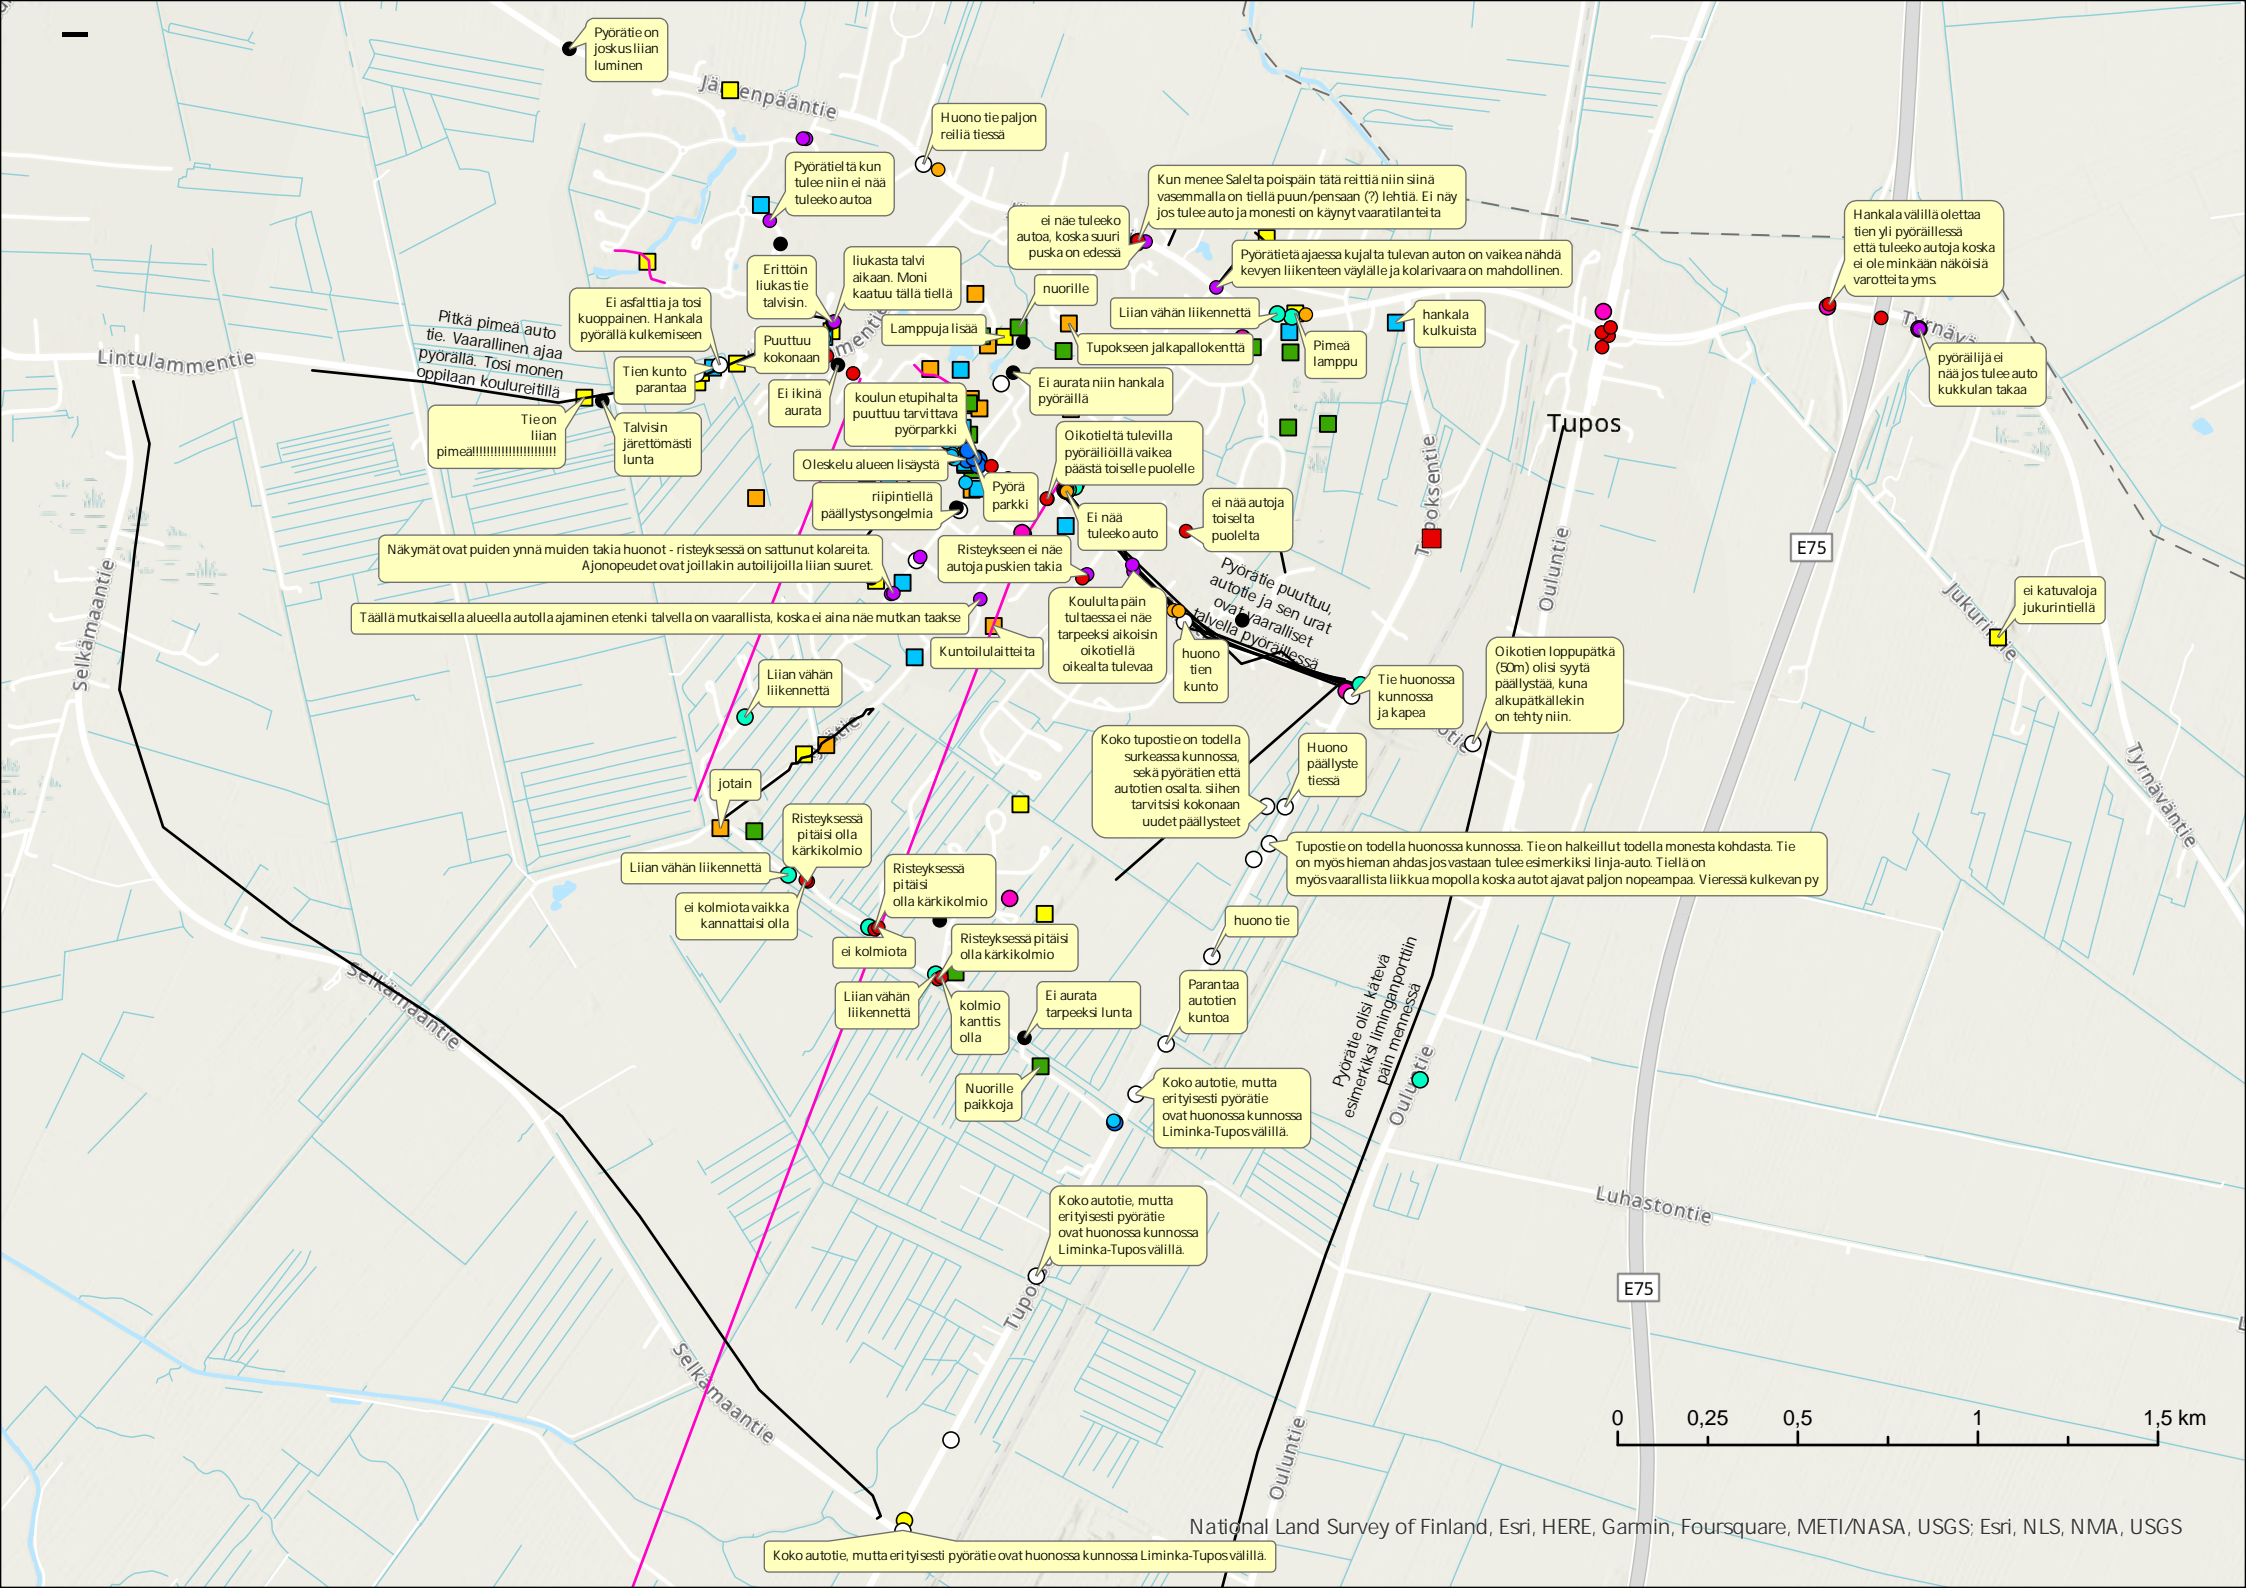 Pyörätie on
joskus liian
luminen
Järvenpääntie
Huono tie paljon
reiliä tiessä
Pyörätieltä kun
tulee niin ei nää
tuleeko autoa
Kun menee Salelta poispäin tätä reittiä niin siinä
vasemmalla on tiellä puun/pensaan (?) lehtiä. Ei näy
jos tulee auto ja monesti on käynyt vaaratilanteita
ei näe tuleeko
autoa, koska suuri
puska on edessä
Hankala välillä olettaa
tien yli pyöräillessä
että tuleeko autoja koska
ei ole minkään näköisiä
varotteita yms.
Pyörätietä ajaessa kujalta tulevan auton on vaikea nähdä
kevyen liikenteen väylälle ja kolarivaara on mahdollinen.
Erittöin
liukas tie
talvisin.
liukasta talvi
aikaan. Moni
kaatuu tällä tiellä
nuorille
Ei asfalttia ja tosi
kuoppainen. Hankala
pyörällä kulkemiseen
Liian vähän liikennettä
hankala
kulkuista
Lamppuja lisää
Pitkä pimeä auto
tie. Vaarallinen ajaa
pyörällä. Tosi monen
oppilaan koulureitillä
Puuttuu
kokonaan
Tupokseen jalkapallokenttä
Pimeä
lamppu
Tyrnävä
pyöräilijä ei
nää jos tulee auto
kukkulan takaa
Lintulammentie
mentie
Tien kunto
parantaa
Ei ikinä
aurata
koulun etupihalta
puuttuu tarvittava
pyörparkki
Ei aurata niin hankala
pyöräillä
Tie on
liian
pimeä!!!!!!!!!!!!!!!!!!!!!!!
Talvisin
järettömästi
lunta
Oikotieltä tulevilla
pyöräilijöillä vaikea
päästä toiselle puolelle
Tupos
Oleskelu alueen lisäystä
Pyörä
parkki
riipintiellä
päällystysongelmia
Ei nää
tuleeko auto
ei nää autoja
toiselta
puolelta
Tupoksentie
E75
Näkymät ovat puiden ynnä muiden takia huonot - risteyksessä on sattunut kolareita.
Ajonopeudet ovat joillakin autoilijoilla liian suuret.
Risteykseen ei näe
autoja puskien takia
Täällä mutkaisella alueella autolla ajaminen etenki talvella on vaarallista, koska ei aina näe mutkan taakse
Kuntoilulaitteita
Koululta päin
tultaessa ei näe
tarpeeksi aikoisin
oikotiellä
oikealta tulevaa
Pyörätie puuttuu,
autotie ja sen urat
ovat vaaralliset
talvella pyöräillessä
huono
tien
kunto
Ouluntie
Jukurintie
ei katuvaloja
jukurintiellä
Selkämaantie
Liian vähän
liikennettä
Tie huonossa
kunnossa
ja kapea
Oikotien loppupätkä
(50m) olisi syytä
päällystää, kuna
alkupätkällekin
on tehty niin.
Koko tupostie on todella
surkeassa kunnossa,
sekä pyörätien että
autotien osalta. siihen
tarvitsisi kokonaan
uudet päällysteet
Huono
päällyste
tiessä
jotain
Tyrnäväntie
Risteyksessä
pitäisi olla
kärkikolmio
Tupostie on todella huonossa kunnossa. Tie on halkeillut todella monesta kohdasta. Tie
on myös hieman ahdas jos vastaan tulee esimerkiksi linja-auto. Tiellä on
myös vaarallista liikkua mopolla koska autot ajavat paljon nopeampaa. Vieressä kulkevan py
Liian vähän liikennettä
Risteyksessä
pitäisi
olla kärkikolmio
ei kolmiota vaikka
kannattaisi olla
huono tie
ei kolmiota
Risteyksessä pitäisi
olla kärkikolmio
Selkämaantie
Liian vähän
liikennettä
kolmio
kanttis
olla
Ei aurata
tarpeeksi lunta
Parantaa
autotien
kuntoa
Pyörätie olisi kätevä
esimerkiksi liminganporttiin
päin mennessä
Nuorille
paikkoja
Koko autotie, mutta
erityisesti pyörätie
ovat huonossa kunnossa
Liminka-Tupos välillä.
Ouluntie
Koko autotie, mutta
erityisesti pyörätie
ovat huonossa kunnossa
Liminka-Tupos välillä.
Luhastontie
E75
Selkämaantie
Ouluntie
0 0,25 0,5 1 1,5 km
National Land Survey of Finland, Esri, HERE, Garmin, Foursquare, METI/NASA, USGS; Esri, NLS, NMA, USGS
Koko autotie, mutta erityisesti pyörätie ovat huonossa kunnossa Liminka-Tupos välillä.